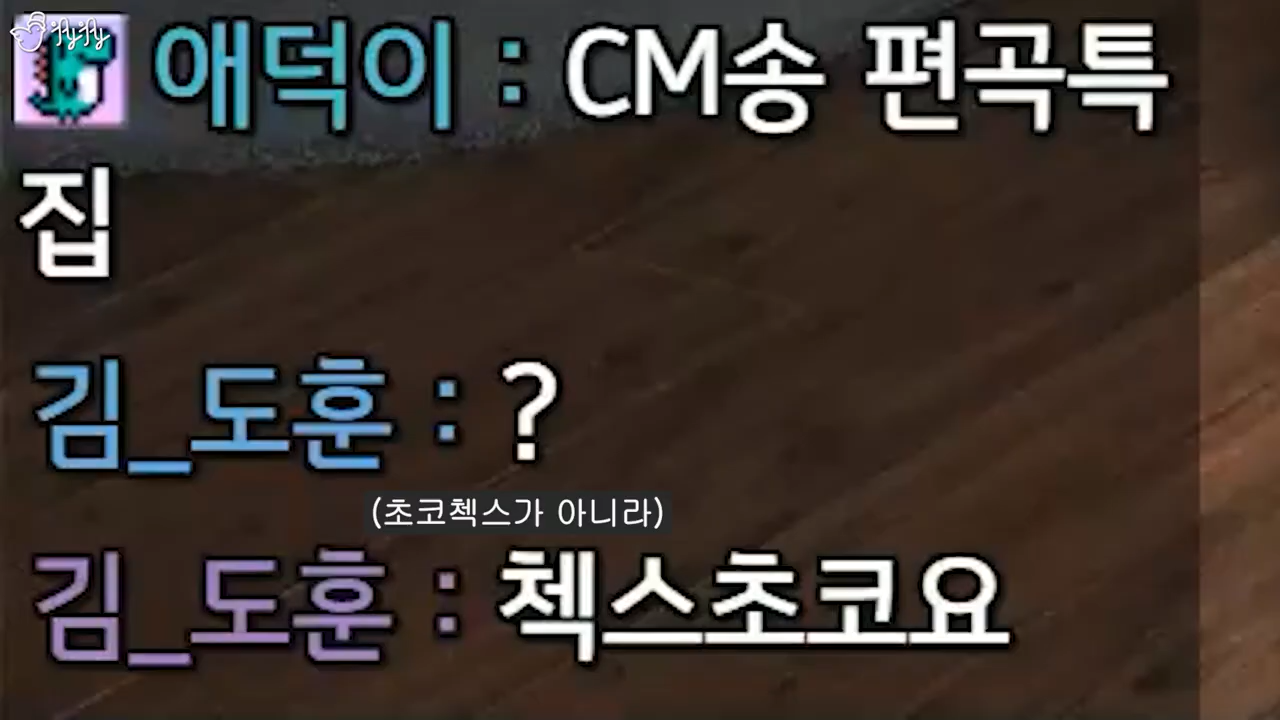 애덕이 : CM송 편곡특
집
김_도훈 : ?
(초코첵스가 아니라)
김_도훈 : 첵스초코요